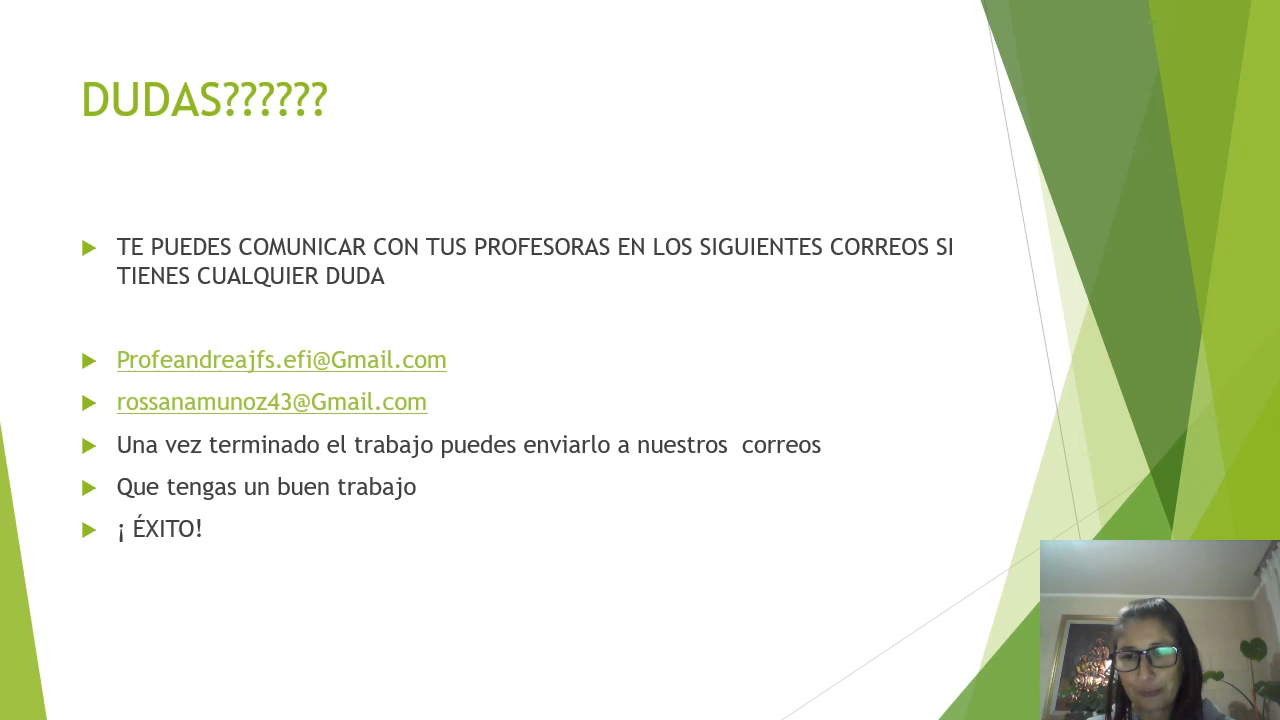 DUDAS??????
TE PUEDES COMUNICAR CON TUS PROFESORAS EN LOS SIGUIENTES CORREOS SI
TIENES CUALQUIER DUDA
Profeandreajfs.efi@Gmail.com
rossanamunoz43@Gmail.com
Una vez terminado el trabajo puedes enviarlo a nuestros  correos
Que tengas un buen trabajo
¡ ÉXITO!